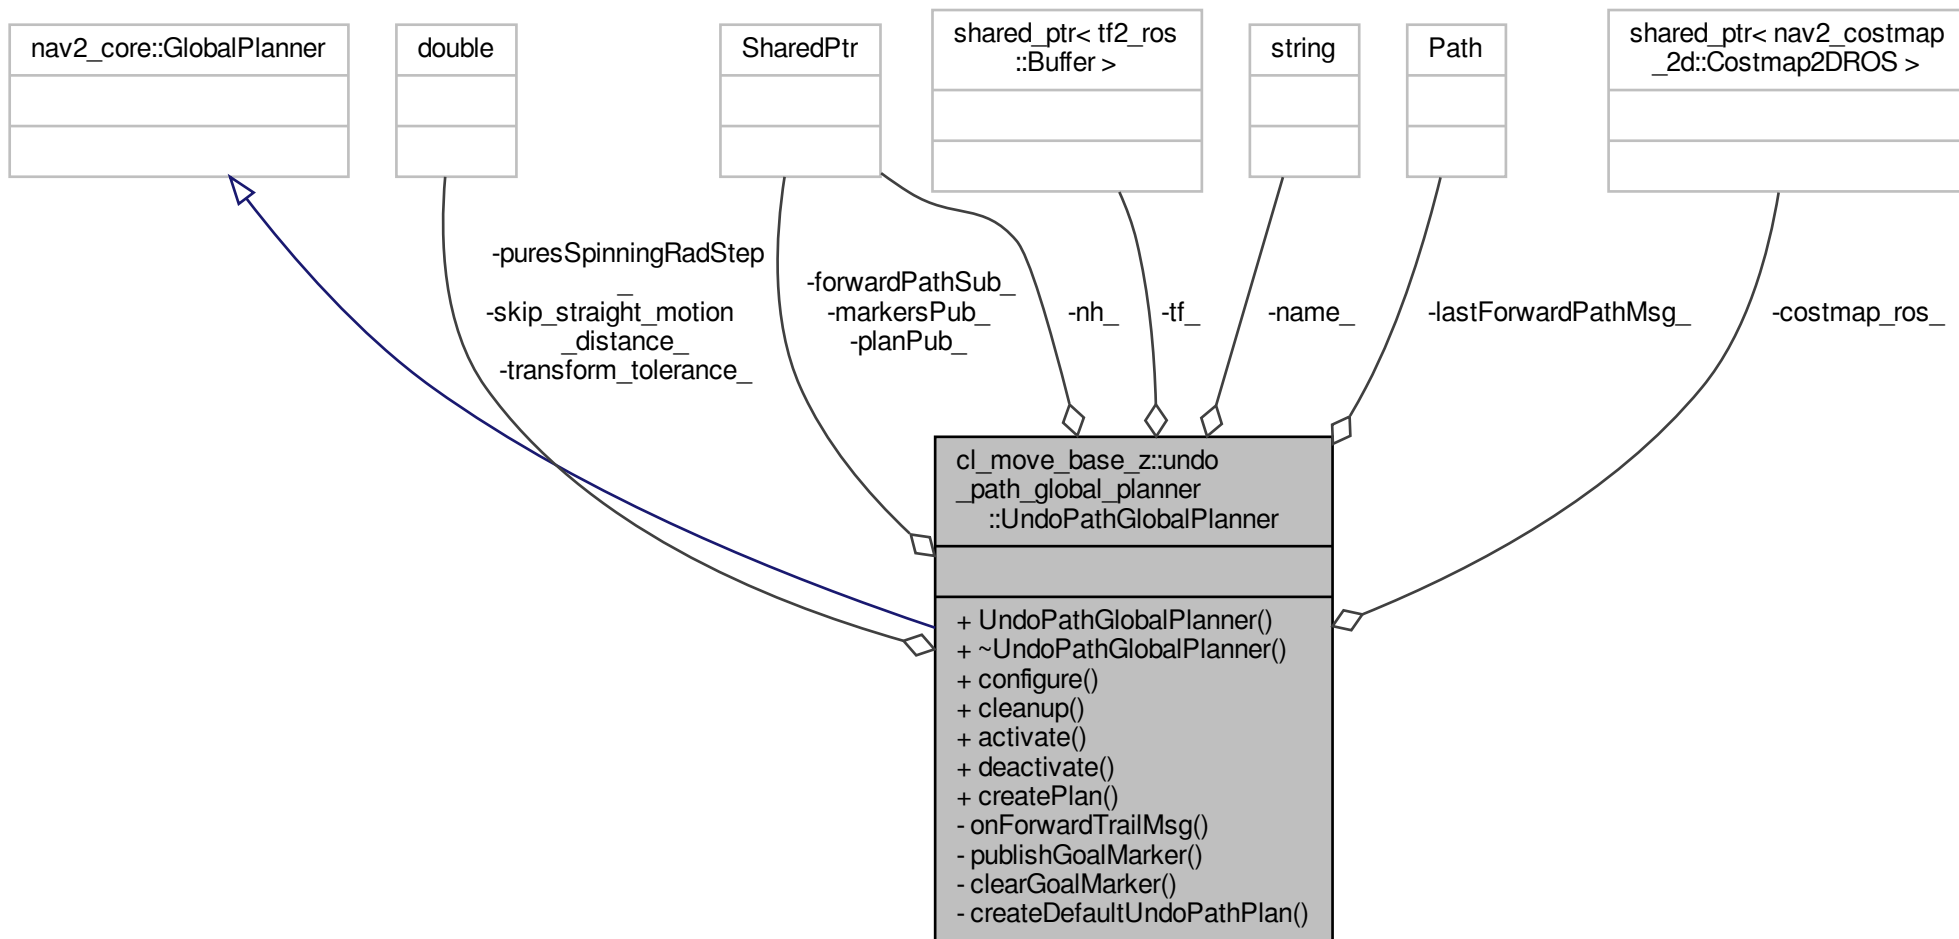 nav2_core::GlobalPlanner
double
SharedPtr
shared_ptr< tf2_ros
::Buffer >
string
Path
shared_ptr< nav2_costmap
_2d::Costmap2DROS >
-puresSpinningRadStep
_
-skip_straight_motion
_distance_
-transform_tolerance_
-forwardPathSub_
-markersPub_
-planPub_
-nh_
-tf_
-name_
-lastForwardPathMsg_
-costmap_ros_
cl_move_base_z::undo
_path_global_planner
::UndoPathGlobalPlanner
+ UndoPathGlobalPlanner()
+ ~UndoPathGlobalPlanner()
+ configure()
+ cleanup()
+ activate()
+ deactivate()
+ createPlan()
- onForwardTrailMsg()
- publishGoalMarker()
- clearGoalMarker()
- createDefaultUndoPathPlan()